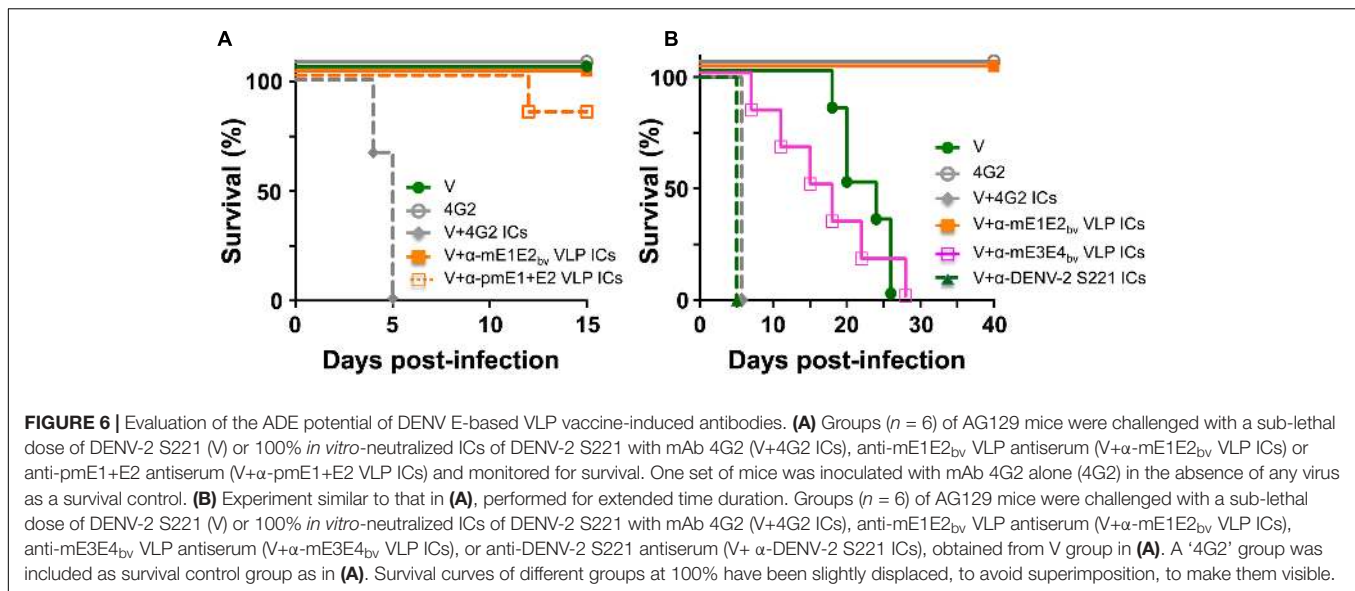 A
Survival (%)
100
50
0
0
5
10
15
Days post-infection
V
4G2
V+4G2 ICs
V+α-mE1E2bv VLP ICs
V+α-pmE1+E2 VLP ICs
B
Survival (%)
100
50
0
0
10
20
30
40
Days post-infection
V
4G2
V+4G2 ICs
V+α-mE1E2bv VLP ICs
V+α-mE3E4bv VLP ICs
V+α-DENV-2 S221 ICs
FIGURE 6 | Evaluation of the ADE potential of DENV E-based VLP vaccine-induced antibodies. (A) Groups (n = 6) of AG129 mice were challenged with a sub-lethal
dose of DENV-2 S221 (V) or 100% in vitro-neutralized ICs of DENV-2 S221 with mAb 4G2 (V+4G2 ICs), anti-mE1E2bv VLP antiserum (V+α-mE1E2bv VLP ICs) or
anti-pmE1+E2 antiserum (V+α-pmE1+E2 VLP ICs) and monitored for survival. One set of mice was inoculated with mAb 4G2 alone (4G2) in the absence of any virus
as a survival control. (B) Experiment similar to that in (A), performed for extended time duration. Groups (n = 6) of AG129 mice were challenged with a sub-lethal
dose of DENV-2 S221 (V) or 100% in vitro-neutralized ICs of DENV-2 S221 with mAb 4G2 (V+4G2 ICs), anti-mE1E2bv VLP antiserum (V+α-mE1E2bv VLP ICs),
anti-mE3E4bv VLP antiserum (V+α-mE3E4bv VLP ICs), or anti-DENV-2 S221 antiserum (V+ α-DENV-2 S221 ICs), obtained from V group in (A). A ‘4G2’ group was
included as survival control group as in (A). Survival curves of different groups at 100% have been slightly displaced, to avoid superimposition, to make them visible.